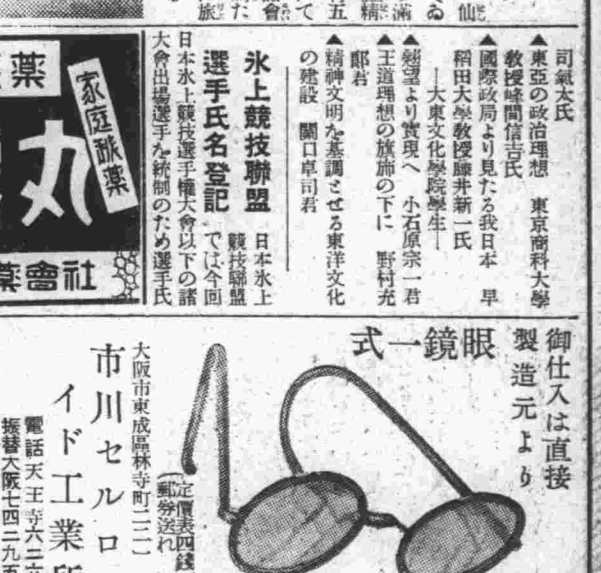 司氣太氏
▲東亞の政治理想 東京商科大學
教授峰間信吉氏
▲國際政局より見たる我日本 早
稻田大學教授藤井新一氏
―大東文化學院學生―
▲翹望より實現へ 小石原宗一君
▲王道理想の旗旆の下に 野村充
郎君
▲精神文明を基調とせる東洋文化
の建設 關口卓司君
氷上競技聯盟
選手氏名登記
日本氷上
競技聯盟
では今回
日本氷上競技選手權大會以下の諸
大會出場選手を統制のため選手氏
家庭𤍠藥
丸
藥
藥會社
御仕入は直接
製造元より
眼鏡一式
定價表四錢
郵券送れ
大阪市東成區林寺町二二一
市川セルロ
イド工業所
電話天王寺六二六
振替大阪七四二九五